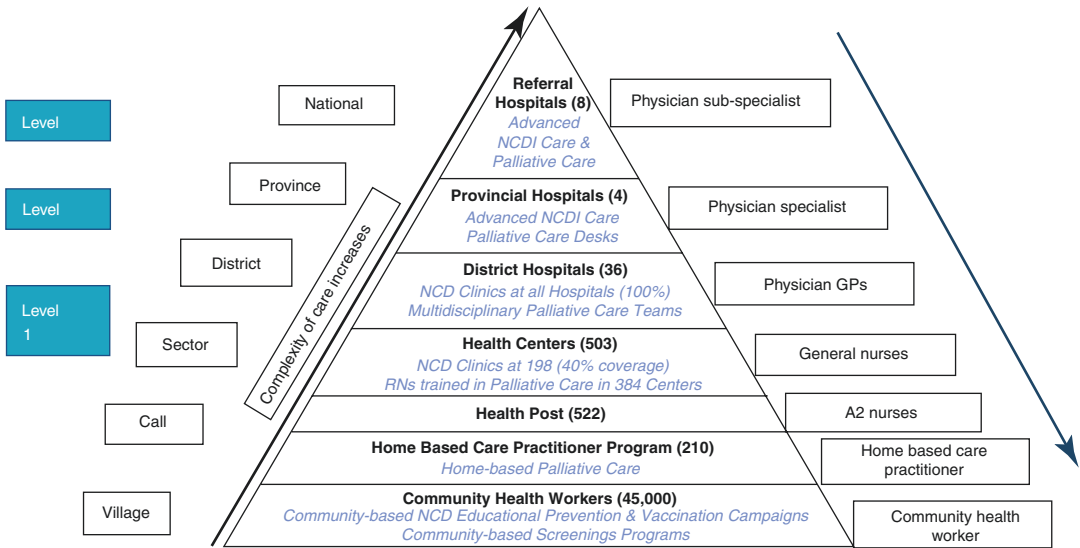 Level
Level
Level
1
National
Province
District
Sector
Call
Village
Complexity of care increases
Referral
Hospitals (8)
Advanced
NCDI Care &
Palliative Care
Provincial Hospitals (4)
Advanced NCDI Care
Palliative Care Desks
District Hospitals (36)
NCD Clinics at all Hospitals (100%)
Multidisciplinary Palliative Care Teams
Health Centers (503)
NCD Clinics at 198 (40% coverage)
RNs trained in Palliative Care in 384 Centers
Health Post (522)
Home Based Care Practitioner Program (210)
Home-based Palliative Care
Community Health Workers (45,000)
Community-based NCD Educational Prevention & Vaccination Campaigns
Community-based Screenings Programs
Physician sub-specialist
Physician specialist
Physician GPs
General nurses
A2 nurses
Home based care
practitioner
Community health
worker